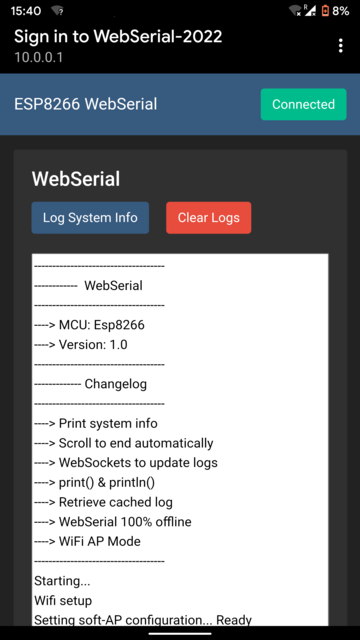 15:40
R
8%
Sign in to WebSerial-2022
10.0.0.1
ESP8266 WebSerial
Connected
WebSerial
Log System Info
Clear Logs
------------------------------------
------------ WebSerial
------------------------------------
----> MCU: Esp8266
----> Version: 1.0
------------------------------------
------------- Changelog
------------------------------------
----> Print system info
----> Scroll to end automatically
----> WebSockets to update logs
----> print() & println()
----> Retrieve cached log
----> WebSerial 100% offline
----> WiFi AP Mode
------------------------------------
Starting...
Wifi setup
Setting soft-AP configuration... Ready